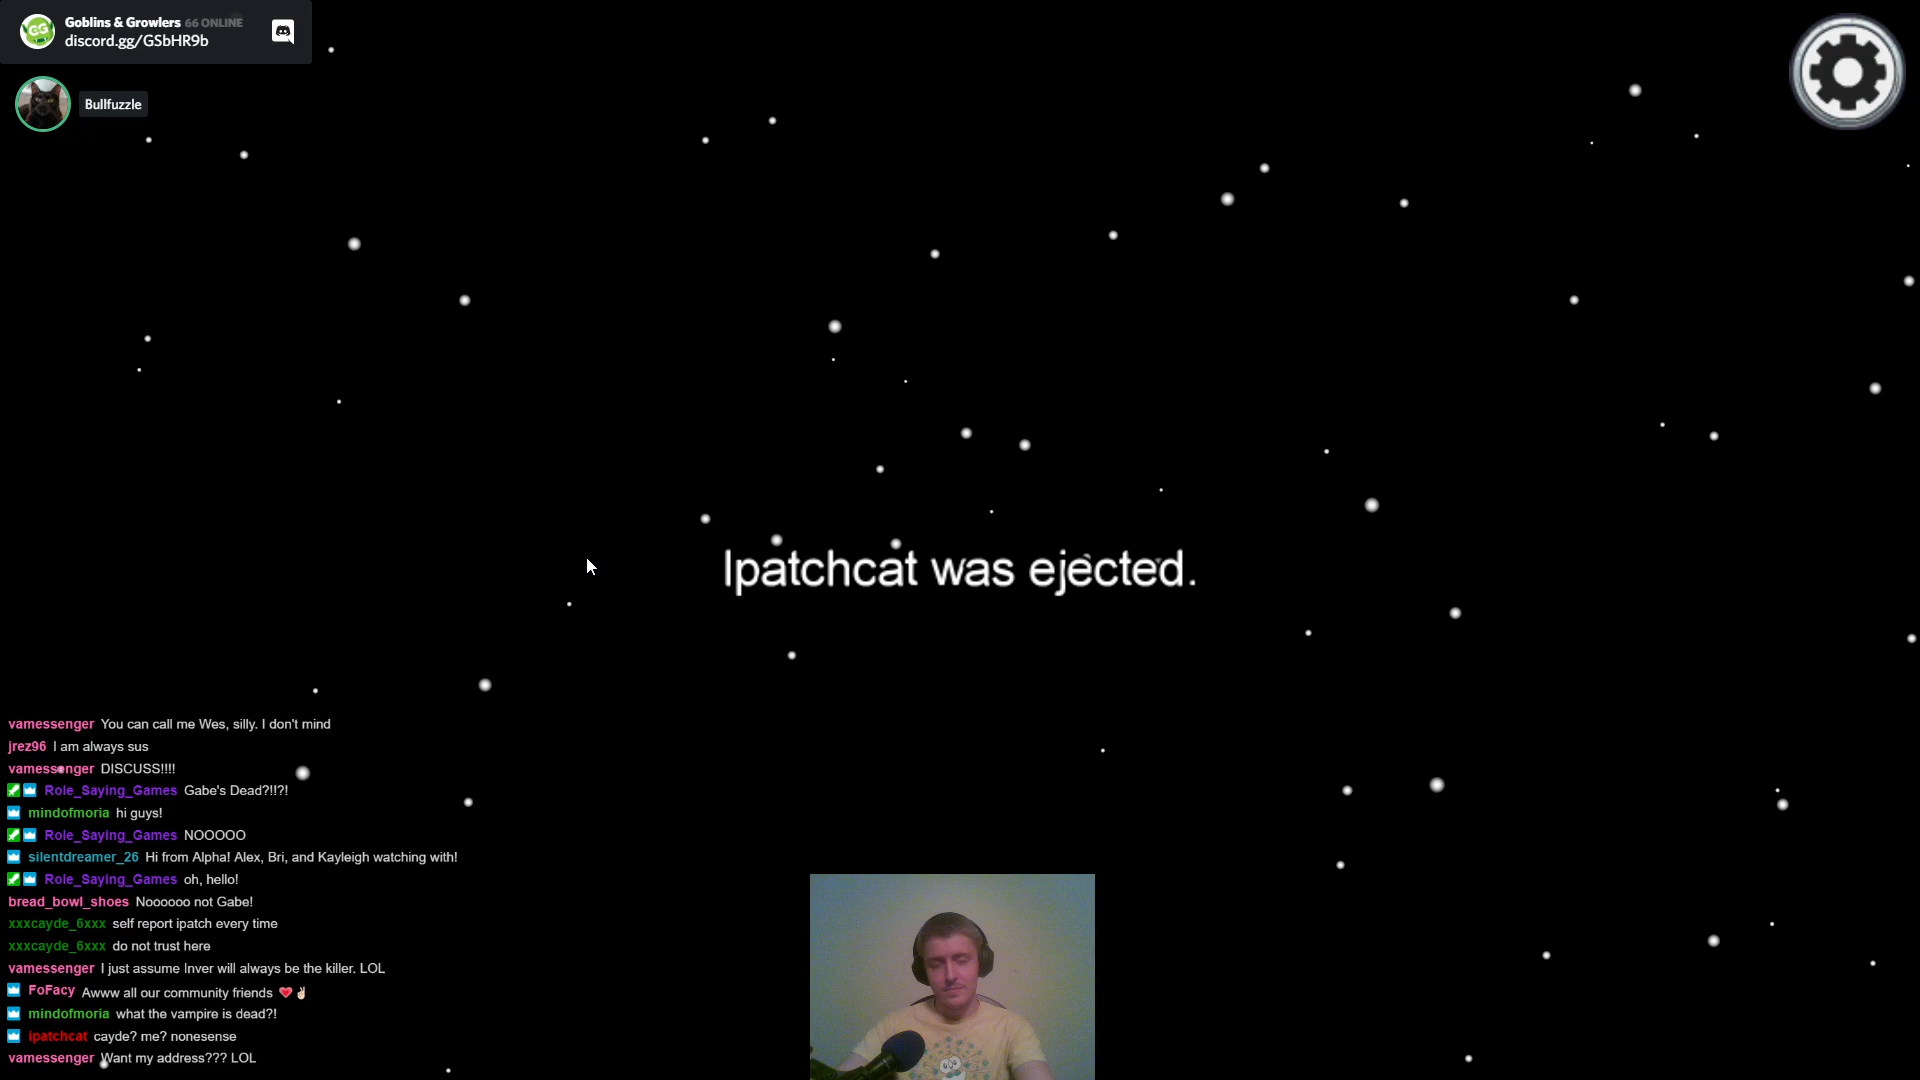 Goblins & Growlers 66 ONLINE
discord.gg/GSbHR9b
Bullfuzzle
Ipatchcat was ejected.
vamessenger You can call me Wes, silly. I don't mind
jrez96 I am always sus
vamessenger DISCUSS!!!!
Role_Saying_Games Gabe's Dead?!!?!
mindofmoria hi guys!
Role_Saying_Games NOOOOO
silentdreamer_26 Hi from Alpha! Alex, Bri, and Kayleigh watching with!
Role_Saying_Games oh, hello!
bread_bowl_shoes Noooooo not Gabe!
xxxcayde_6xxx self report ipatch every time
xxxcayde_6xxx do not trust here
vamessenger I just assume Inver will always be the killer. LOL
FoFacy Awww all our community friends ❤️✌🏻
mindofmoria what the vampire is dead?!
ipatchcat cayde? me? nonesense
vamessenger Want my address??? LOL